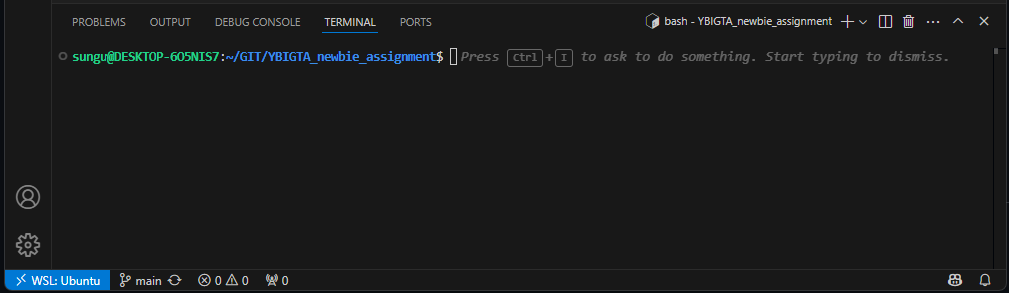 PROBLEMS OUTPUT DEBUG CONSOLE TERMINAL PORTS bash - YBIGTA_newbie_assignment
sungu@DESKTOP-6O5NIS7:~/GIT/YBIGTA_newbie_assignment$ Press Ctrl+I to ask to do something. Start typing to dismiss.
WSL: Ubuntu main 0 0 0